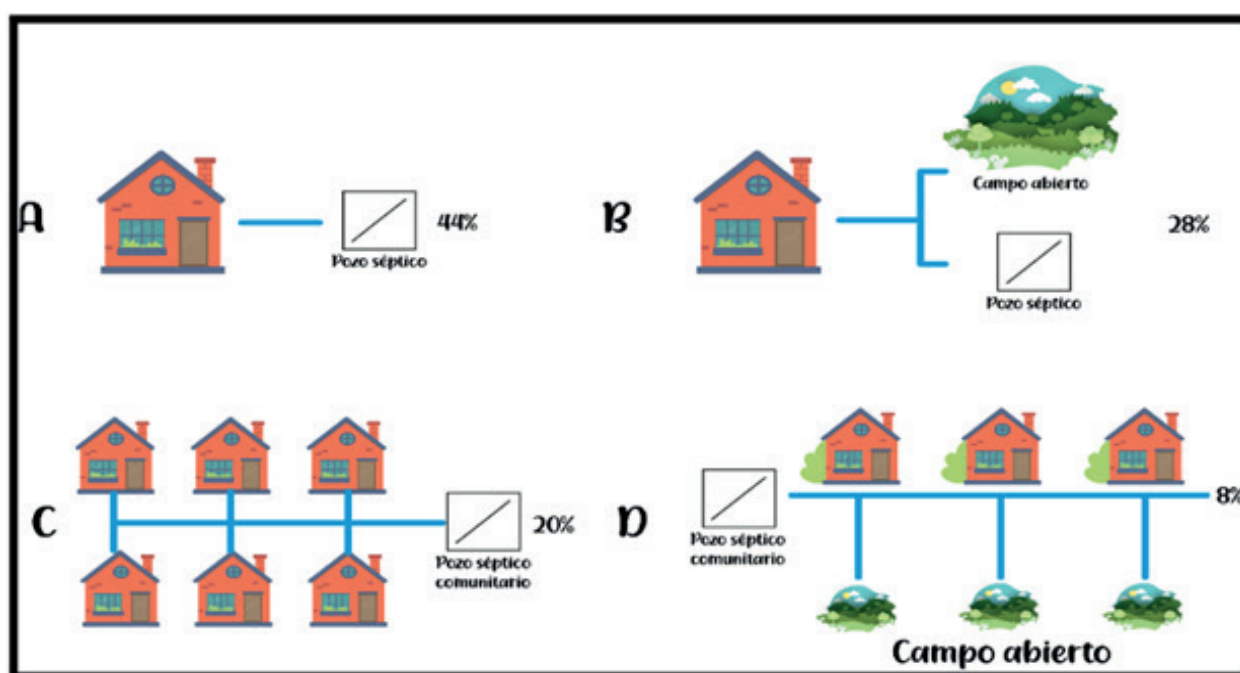 A
44%
Pozo séptico
B
Campo abierto
28%
Pozo séptico
C
20%
Pozo séptico
comunitario
D
8%
Pozo séptico
comunitario
Campo abierto